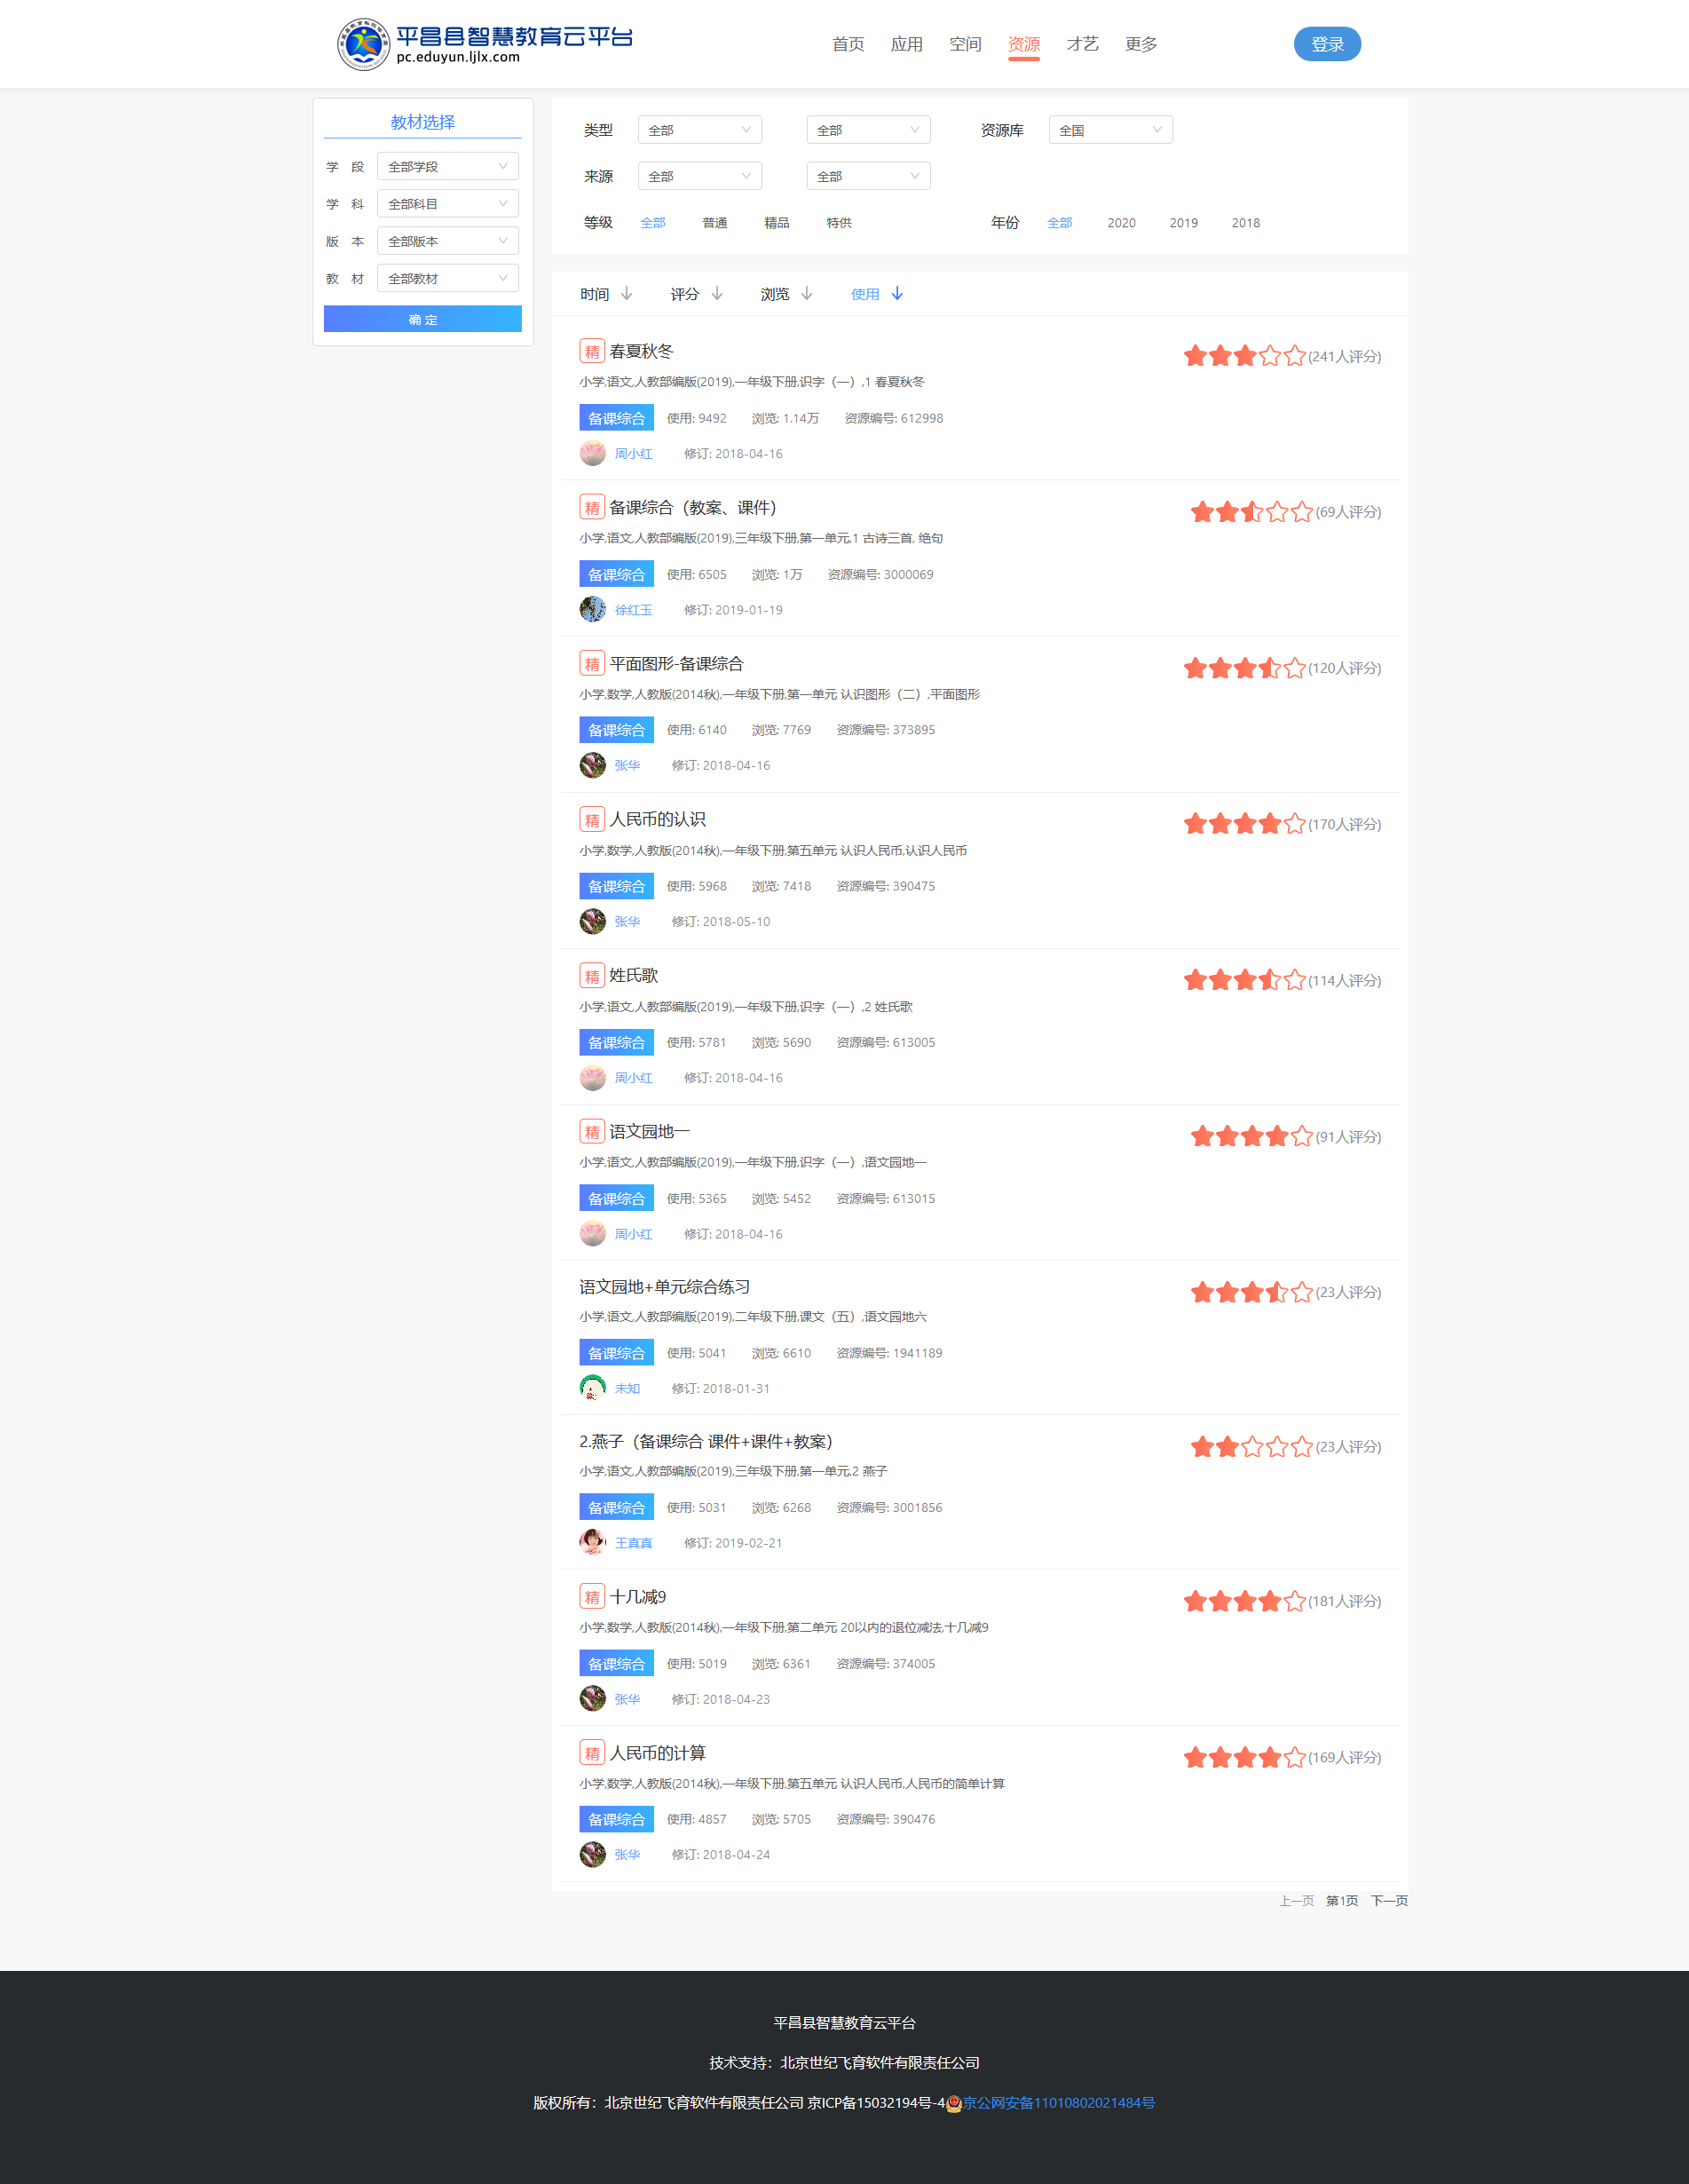 平昌县智慧教育云平台
pc.eduyun.ljlx.com
首页 应用 空间 资源 才艺 更多
登录
教材选择
学 段 全部学段
学 科 全部科目
版 本 全部版本
教 材 全部教材
确 定
类型 全部 全部 资源库 全国
来源 全部 全部
等级 全部 普通 精品 特供 年份 全部 2020 2019 2018
时间 评分 浏览 使用
精 春夏秋冬 (241人评分)
小学,语文,人教部编版(2019),一年级下册,识字（一）,1 春夏秋冬
备课综合 使用: 9492 浏览: 1.14万 资源编号: 612998
周小红 修订: 2018-04-16
精 备课综合（教案、课件） (69人评分)
小学,语文,人教部编版(2019),三年级下册,第一单元,1 古诗三首, 绝句
备课综合 使用: 6505 浏览: 1万 资源编号: 3000069
徐红玉 修订: 2019-01-19
精 平面图形-备课综合 (120人评分)
小学,数学,人教版(2014秋),一年级下册,第一单元 认识图形（二）,平面图形
备课综合 使用: 6140 浏览: 7769 资源编号: 373895
张华 修订: 2018-04-16
精 人民币的认识 (170人评分)
小学,数学,人教版(2014秋),一年级下册,第五单元 认识人民币,认识人民币
备课综合 使用: 5968 浏览: 7418 资源编号: 390475
张华 修订: 2018-05-10
精 姓氏歌 (114人评分)
小学,语文,人教部编版(2019),一年级下册,识字（一）,2 姓氏歌
备课综合 使用: 5781 浏览: 5690 资源编号: 613005
周小红 修订: 2018-04-16
精 语文园地一 (91人评分)
小学,语文,人教部编版(2019),一年级下册,识字（一）,语文园地一
备课综合 使用: 5365 浏览: 5452 资源编号: 613015
周小红 修订: 2018-04-16
语文园地+单元综合练习 (23人评分)
小学,语文,人教部编版(2019),二年级下册,课文（五）,语文园地六
备课综合 使用: 5041 浏览: 6610 资源编号: 1941189
未知 修订: 2018-01-31
2.燕子（备课综合 课件+课件+教案） (23人评分)
小学,语文,人教部编版(2019),三年级下册,第一单元,2 燕子
备课综合 使用: 5031 浏览: 6268 资源编号: 3001856
王真真 修订: 2019-02-21
精 十几减9 (181人评分)
小学,数学,人教版(2014秋),一年级下册,第二单元 20以内的退位减法,十几减9
备课综合 使用: 5019 浏览: 6361 资源编号: 374005
张华 修订: 2018-04-23
精 人民币的计算 (169人评分)
小学,数学,人教版(2014秋),一年级下册,第五单元 认识人民币,人民币的简单计算
备课综合 使用: 4857 浏览: 5705 资源编号: 390476
张华 修订: 2018-04-24
上一页 第1页 下一页
平昌县智慧教育云平台
技术支持：北京世纪飞育软件有限责任公司
版权所有：北京世纪飞育软件有限责任公司 京ICP备15032194号-4京公网安备11010802021484号